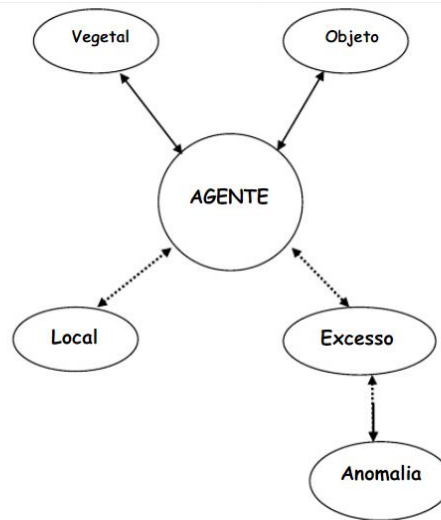 Vegetal
Objeto
AGENTE
Local
Excesso
Anomalia